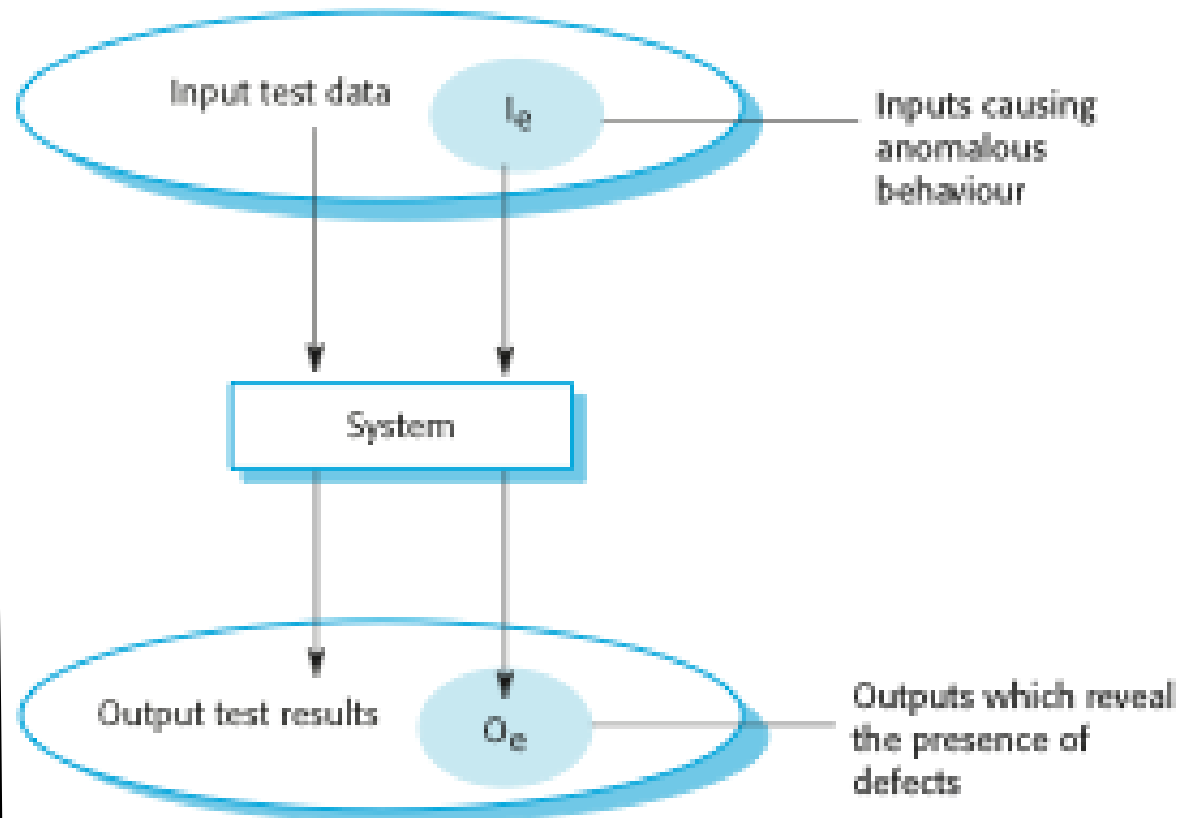 Input test data
Ie
Inputs causing
anomalous
behaviour
System
Output test results
Oe
Outputs which reveal
the presence of
defects